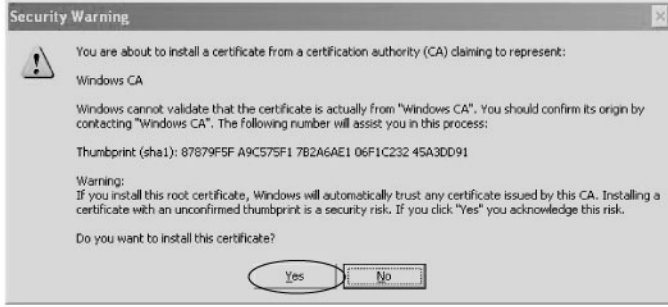 Security Warning
You are about to install a certificate from a certification authority (CA) claiming to represent:
Windows CA
Windows cannot validate that the certificate is actually from "Windows CA". You should confirm its origin by
contacting "Windows CA". The following number will assist you in this process:
Thumbprint (sha1): 87879F5F A9C575F1 7B2A6AE1 06F1C232 45A3DD91
Warning:
If you install this root certificate, Windows will automatically trust any certificate issued by this CA. Installing a
certificate with an unconfirmed thumbprint is a security risk. If you click "Yes" you acknowledge this risk.
Do you want to install this certificate?
Yes No